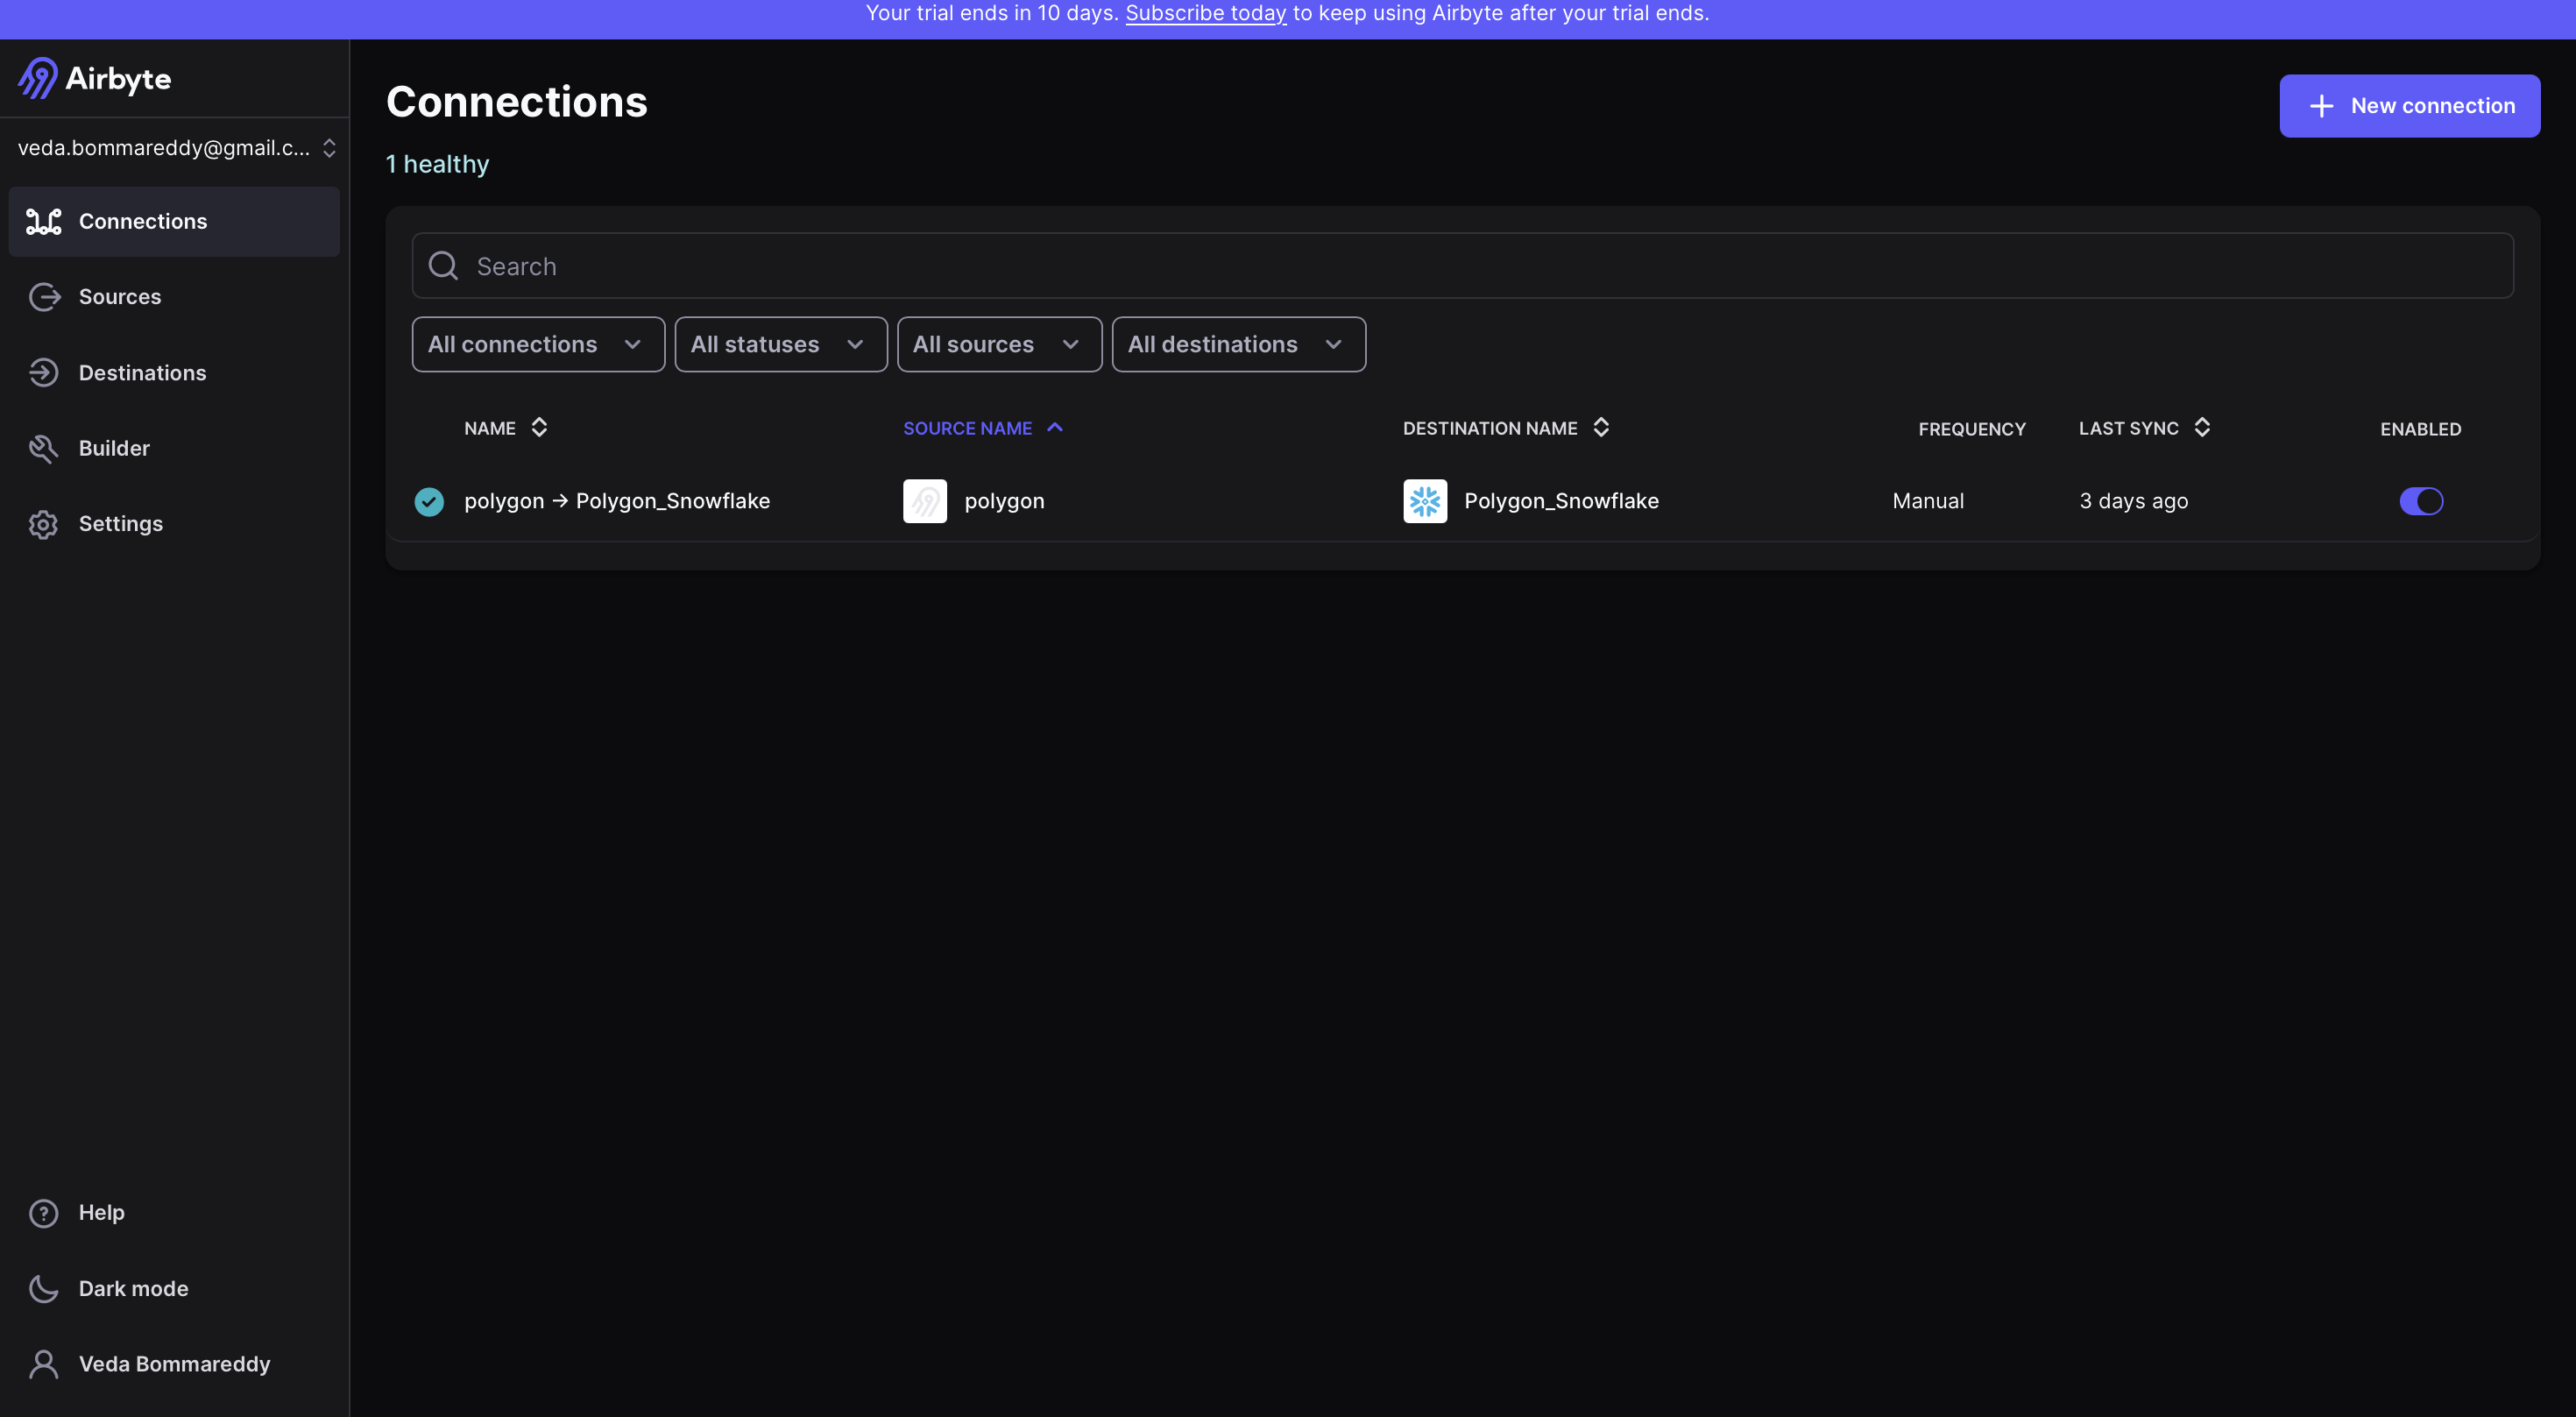 Your trial ends in 10 days. Subscribe today to keep using Airbyte after your trial ends.
Airbyte
veda.bommareddy@gmail.c...
Connections
Sources
Destinations
Builder
Settings
Help
Dark mode
Veda Bommareddy
Connections
New connection
1 healthy
Search
All connections All statuses All sources All destinations
NAME SOURCE NAME DESTINATION NAME FREQUENCY LAST SYNC ENABLED
polygon → Polygon_Snowflake polygon Polygon_Snowflake Manual 3 days ago